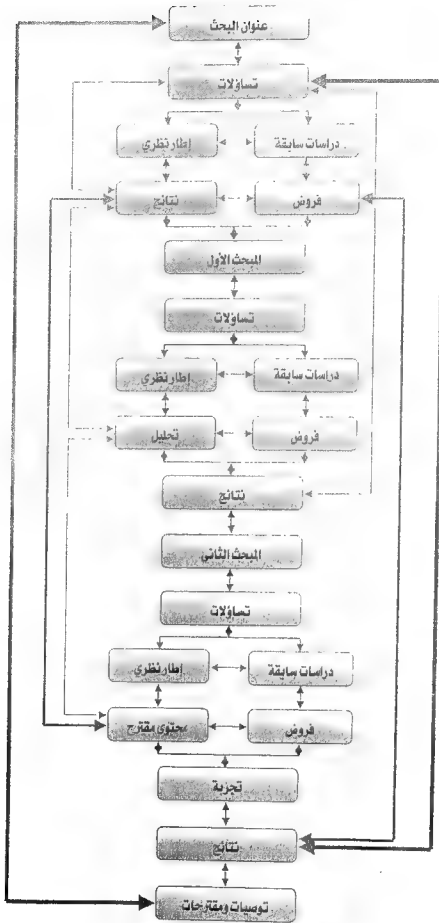 عنوان البحث
تساؤلات
دراسات سابقة
إطار نظري
فروض
نتائج
المبحث الأول
تساؤلات
دراسات سابقة
إطار نظري
فروض
تحليل
نتائج
المبحث الثاني
تساؤلات
دراسات سابقة
إطار نظري
فروض
محتوى مقترح
تجربة
نتائج
توصيات ومقترحات